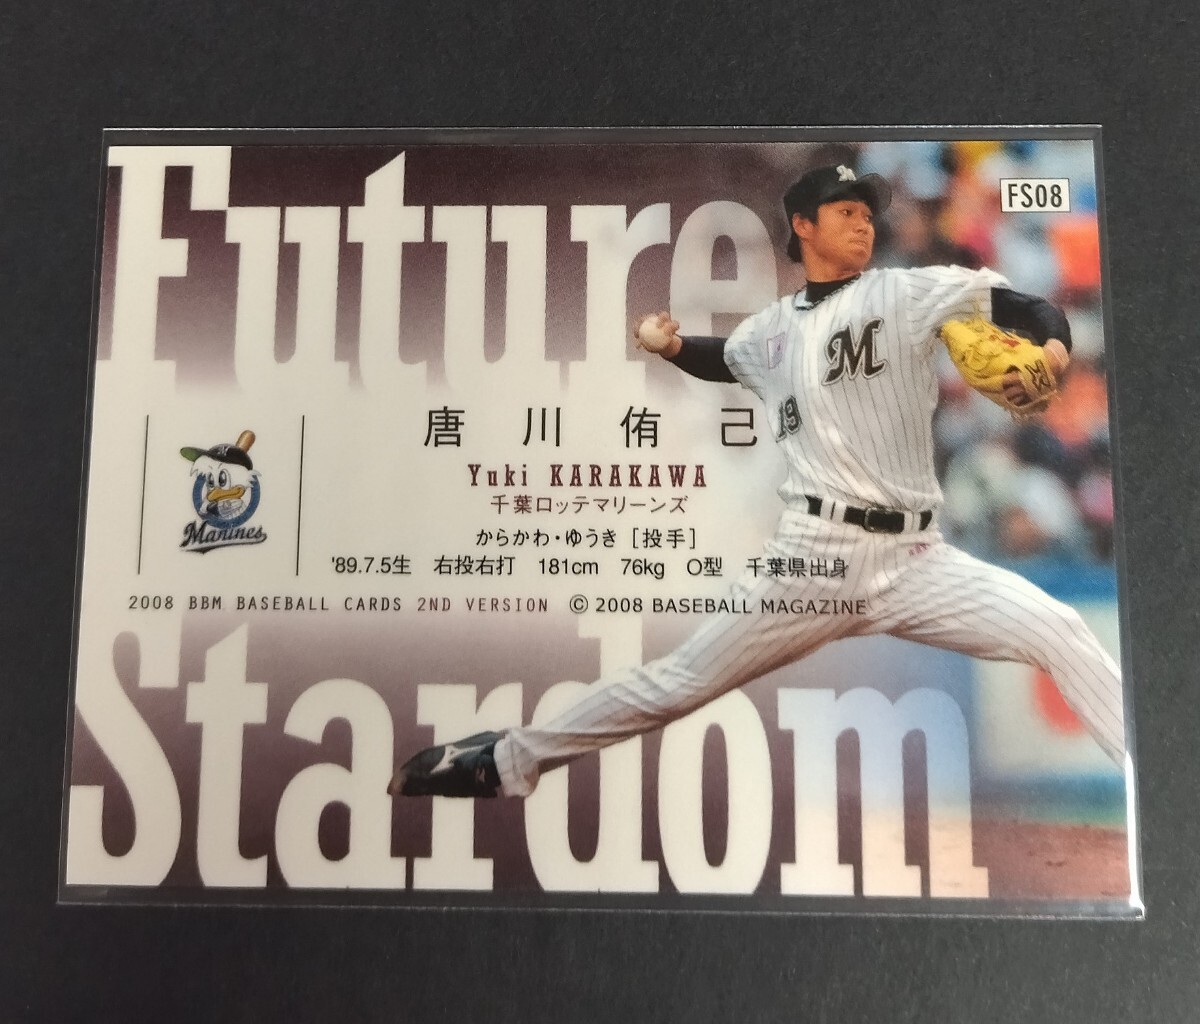 Future
FS08
M
19
唐川侑己
Yuki KARAKAWA
千葉ロッテマリーンズ
Marines
からかわ・ゆうき [投手]
'89.7.5生 右投右打 181cm 76kg O型 千葉県出身
2008 BBM BASEBALL CARDS 2ND VERSION © 2008 BASEBALL MAGAZINE
Stardom